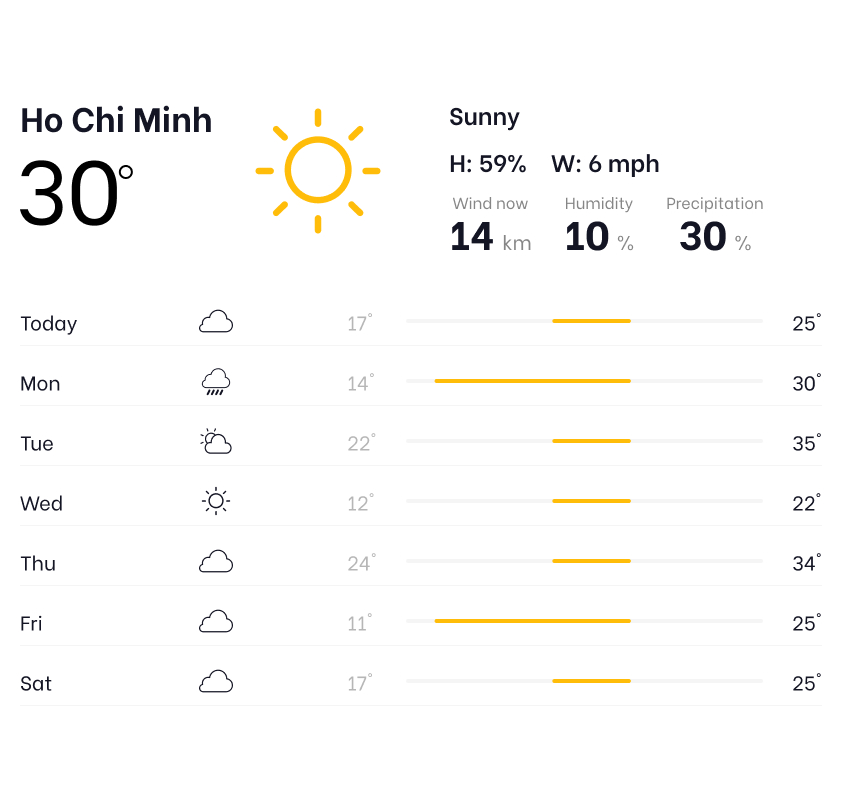 Ho Chi Minh
30°
Sunny
H: 59% W: 6 mph
Wind now Humidity Precipitation
14 km 10 % 30 %
Today 17° 25°
Mon 14° 30°
Tue 22° 35°
Wed 12° 22°
Thu 24° 34°
Fri 11° 25°
Sat 17° 25°